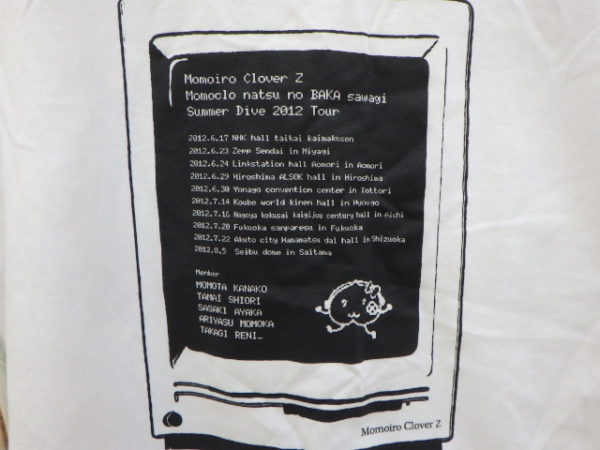 Momoiro Clover Z
Momoclo natsu no BAKA sawagi
Summer Dive 2012 Tour
2012.6.17 NHK hall taikai kaimakusen
2012.6.23 Zepp Sendai in Miyagi
2012.6.24 Linkstation hall Aomori in Aomori
2012.6.29 Hiroshima ALSOK hall in Hiroshima
2012.6.30 Yonago convention center in Tottori
2012.7.14 Koube world kinen hall in Hyougo
2012.7.16 Nagoya kokusai kaigijou century hall in Aichi
2012.7.20 Fukuoka sanparesu in Fukuoka
2012.7.22 Akuto city Hamamatsu dai hall in Shizuoka
2012.8.5 Seibu dome in Saitama
Member
MOMOTA KANAKO
TAMAI SHIORI
SASAKI AYAKA
ARIYASU MOMOKA
TAKAGI RENI_
Momoiro Clover Z